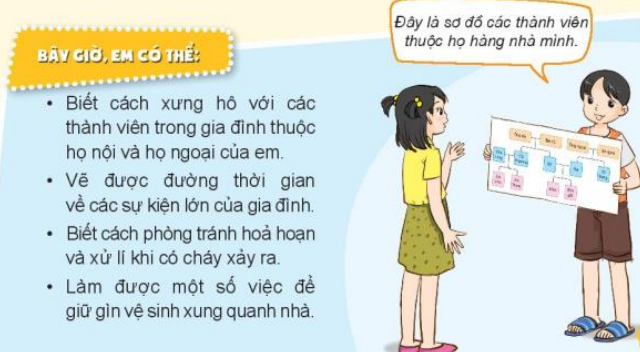 BÂY GIỜ, EM CÓ THỂ:
• Biết cách xưng hô với các
thành viên trong gia đình thuộc
họ nội và họ ngoại của em.
• Vẽ được đường thời gian
về các sự kiện lớn của gia đình.
• Biết cách phòng tránh hoả hoạn
và xử lí khi có cháy xảy ra.
• Làm được một số việc để
giữ gìn vệ sinh xung quanh nhà.
Đây là sơ đồ các thành viên
thuộc họ hàng nhà mình.